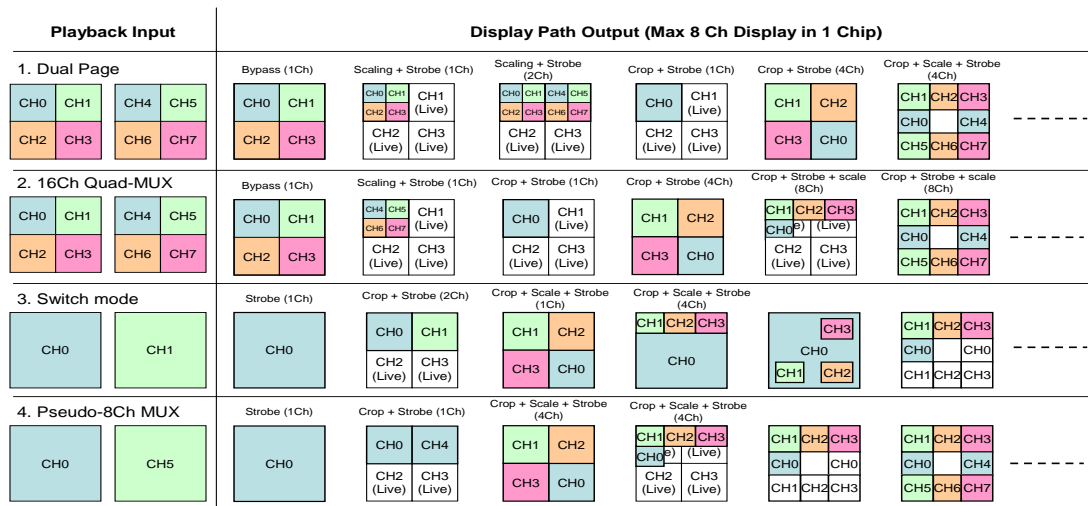 Playback Input
Display Path Output (Max 8 Ch Display in 1 Chip)
1. Dual Page
CH0 CH1
CH2 CH3
CH4 CH5
CH6 CH7
Bypass (1Ch)
CH0 CH1
CH2 CH3
Scaling + Strobe (1Ch)
CH0 CH1
CH2 CH3
CH1
(Live)
CH2
(Live)
CH3
(Live)
Scaling + Strobe
(2Ch)
CH0 CH1 CH4 CH5
CH2 CH3 CH6 CH7
CH2
(Live)
CH3
(Live)
Crop + Strobe (1Ch)
CH0
CH1
(Live)
CH2
(Live)
CH3
(Live)
Crop + Strobe (4Ch)
CH1 CH2
CH3 CH0
Crop + Scale + Strobe
(4Ch)
CH1 CH2 CH3
CH0 CH4
CH5 CH6 CH7
2. 16Ch Quad-MUX
CH0 CH1
CH2 CH3
CH4 CH5
CH6 CH7
Bypass (1Ch)
CH0 CH1
CH2 CH3
Scaling + Strobe (1Ch)
CH4 CH5
CH6 CH7
CH1
(Live)
CH2
(Live)
CH3
(Live)
Crop + Strobe (1Ch)
CH0
CH1
(Live)
CH2
(Live)
CH3
(Live)
Crop + Strobe (4Ch)
CH1 CH2
CH3 CH0
Crop + Strobe + scale
(8Ch)
CH1 CH2 CH3
CH0 e) (Live)
CH2
(Live)
CH3
(Live)
Crop + Strobe + scale
(8Ch)
CH1 CH2 CH3
CH0 CH4
CH5 CH6 CH7
3. Switch mode
CH0
CH1
Strobe (1Ch)
CH0
Crop + Strobe (2Ch)
CH0 CH1
CH2
(Live)
CH3
(Live)
Crop + Scale + Strobe
(1Ch)
CH1 CH2
CH3 CH0
Crop + Scale + Strobe
(4Ch)
CH1 CH2 CH3
CH0
CH3
CH0
CH1 CH2
CH1 CH2 CH3
CH0 CH0
CH1 CH2 CH3
4. Pseudo-8Ch MUX
CH0
CH5
Strobe (1Ch)
CH0
Crop + Strobe (1Ch)
CH0 CH4
CH2
(Live)
CH3
(Live)
Crop + Scale + Strobe
(4Ch)
CH1 CH2
CH3 CH0
Crop + Scale + Strobe
(4Ch)
CH1 CH2 CH3
CH0 e) (Live)
CH2
(Live)
CH3
(Live)
CH1 CH2 CH3
CH0 CH0
CH1 CH2 CH3
CH1 CH2 CH3
CH0 CH4
CH5 CH6 CH7